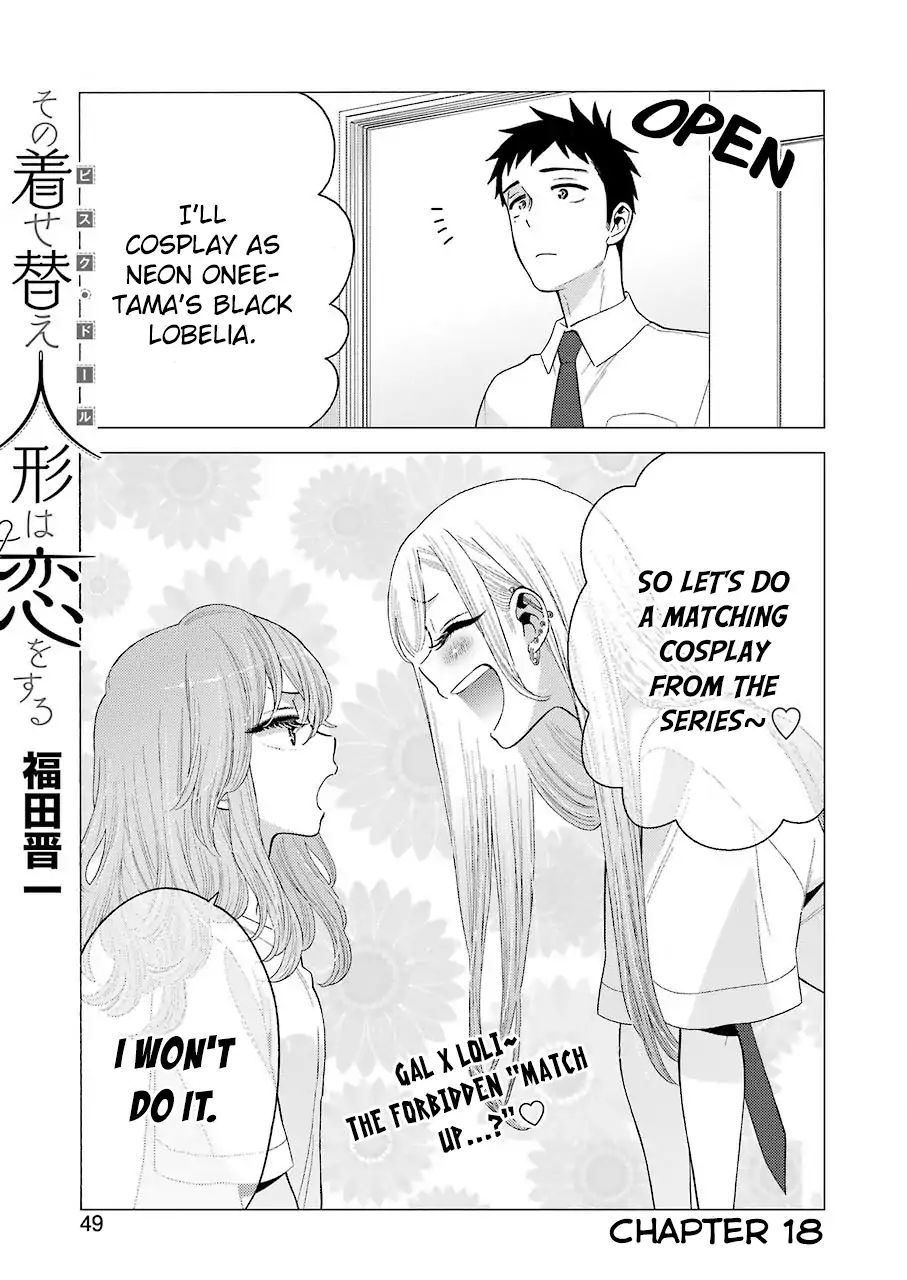 OPEN
I'LL
COSPLAY AS
NEON ONEE-
TAMA'S BLACK
LOBELIA.
SO LET'S DO
A MATCHING
COSPLAY
FROM THE
SERIES~♡
I WON'T
DO IT.
GAL X LOLI~
THE FORBIDDEN "MATCH
UP...?"♡
その着せ替え人形は恋をする
ビスク・ドール
福田晋一
49
CHAPTER 18